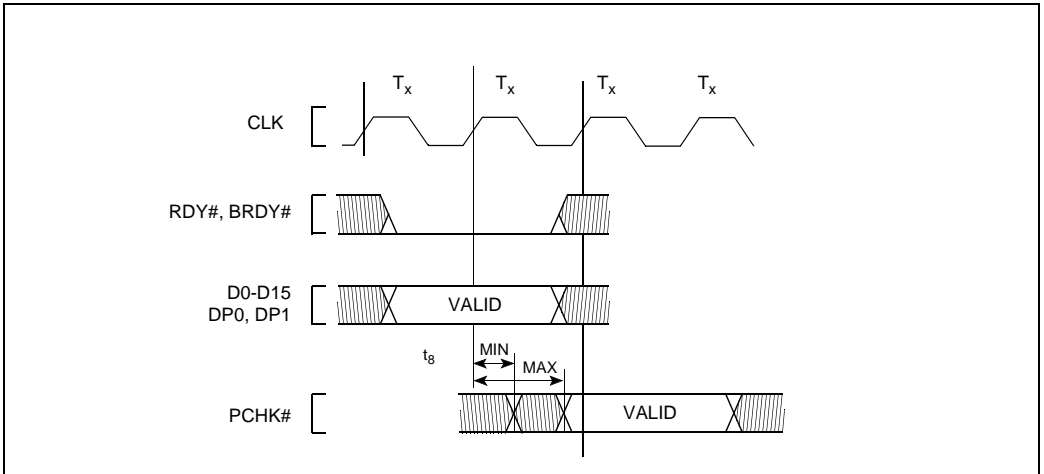 Tx Tx Tx Tx
CLK
RDY#, BRDY#
D0-D15
DP0, DP1
VALID
t8
MIN
MAX
PCHK#
VALID